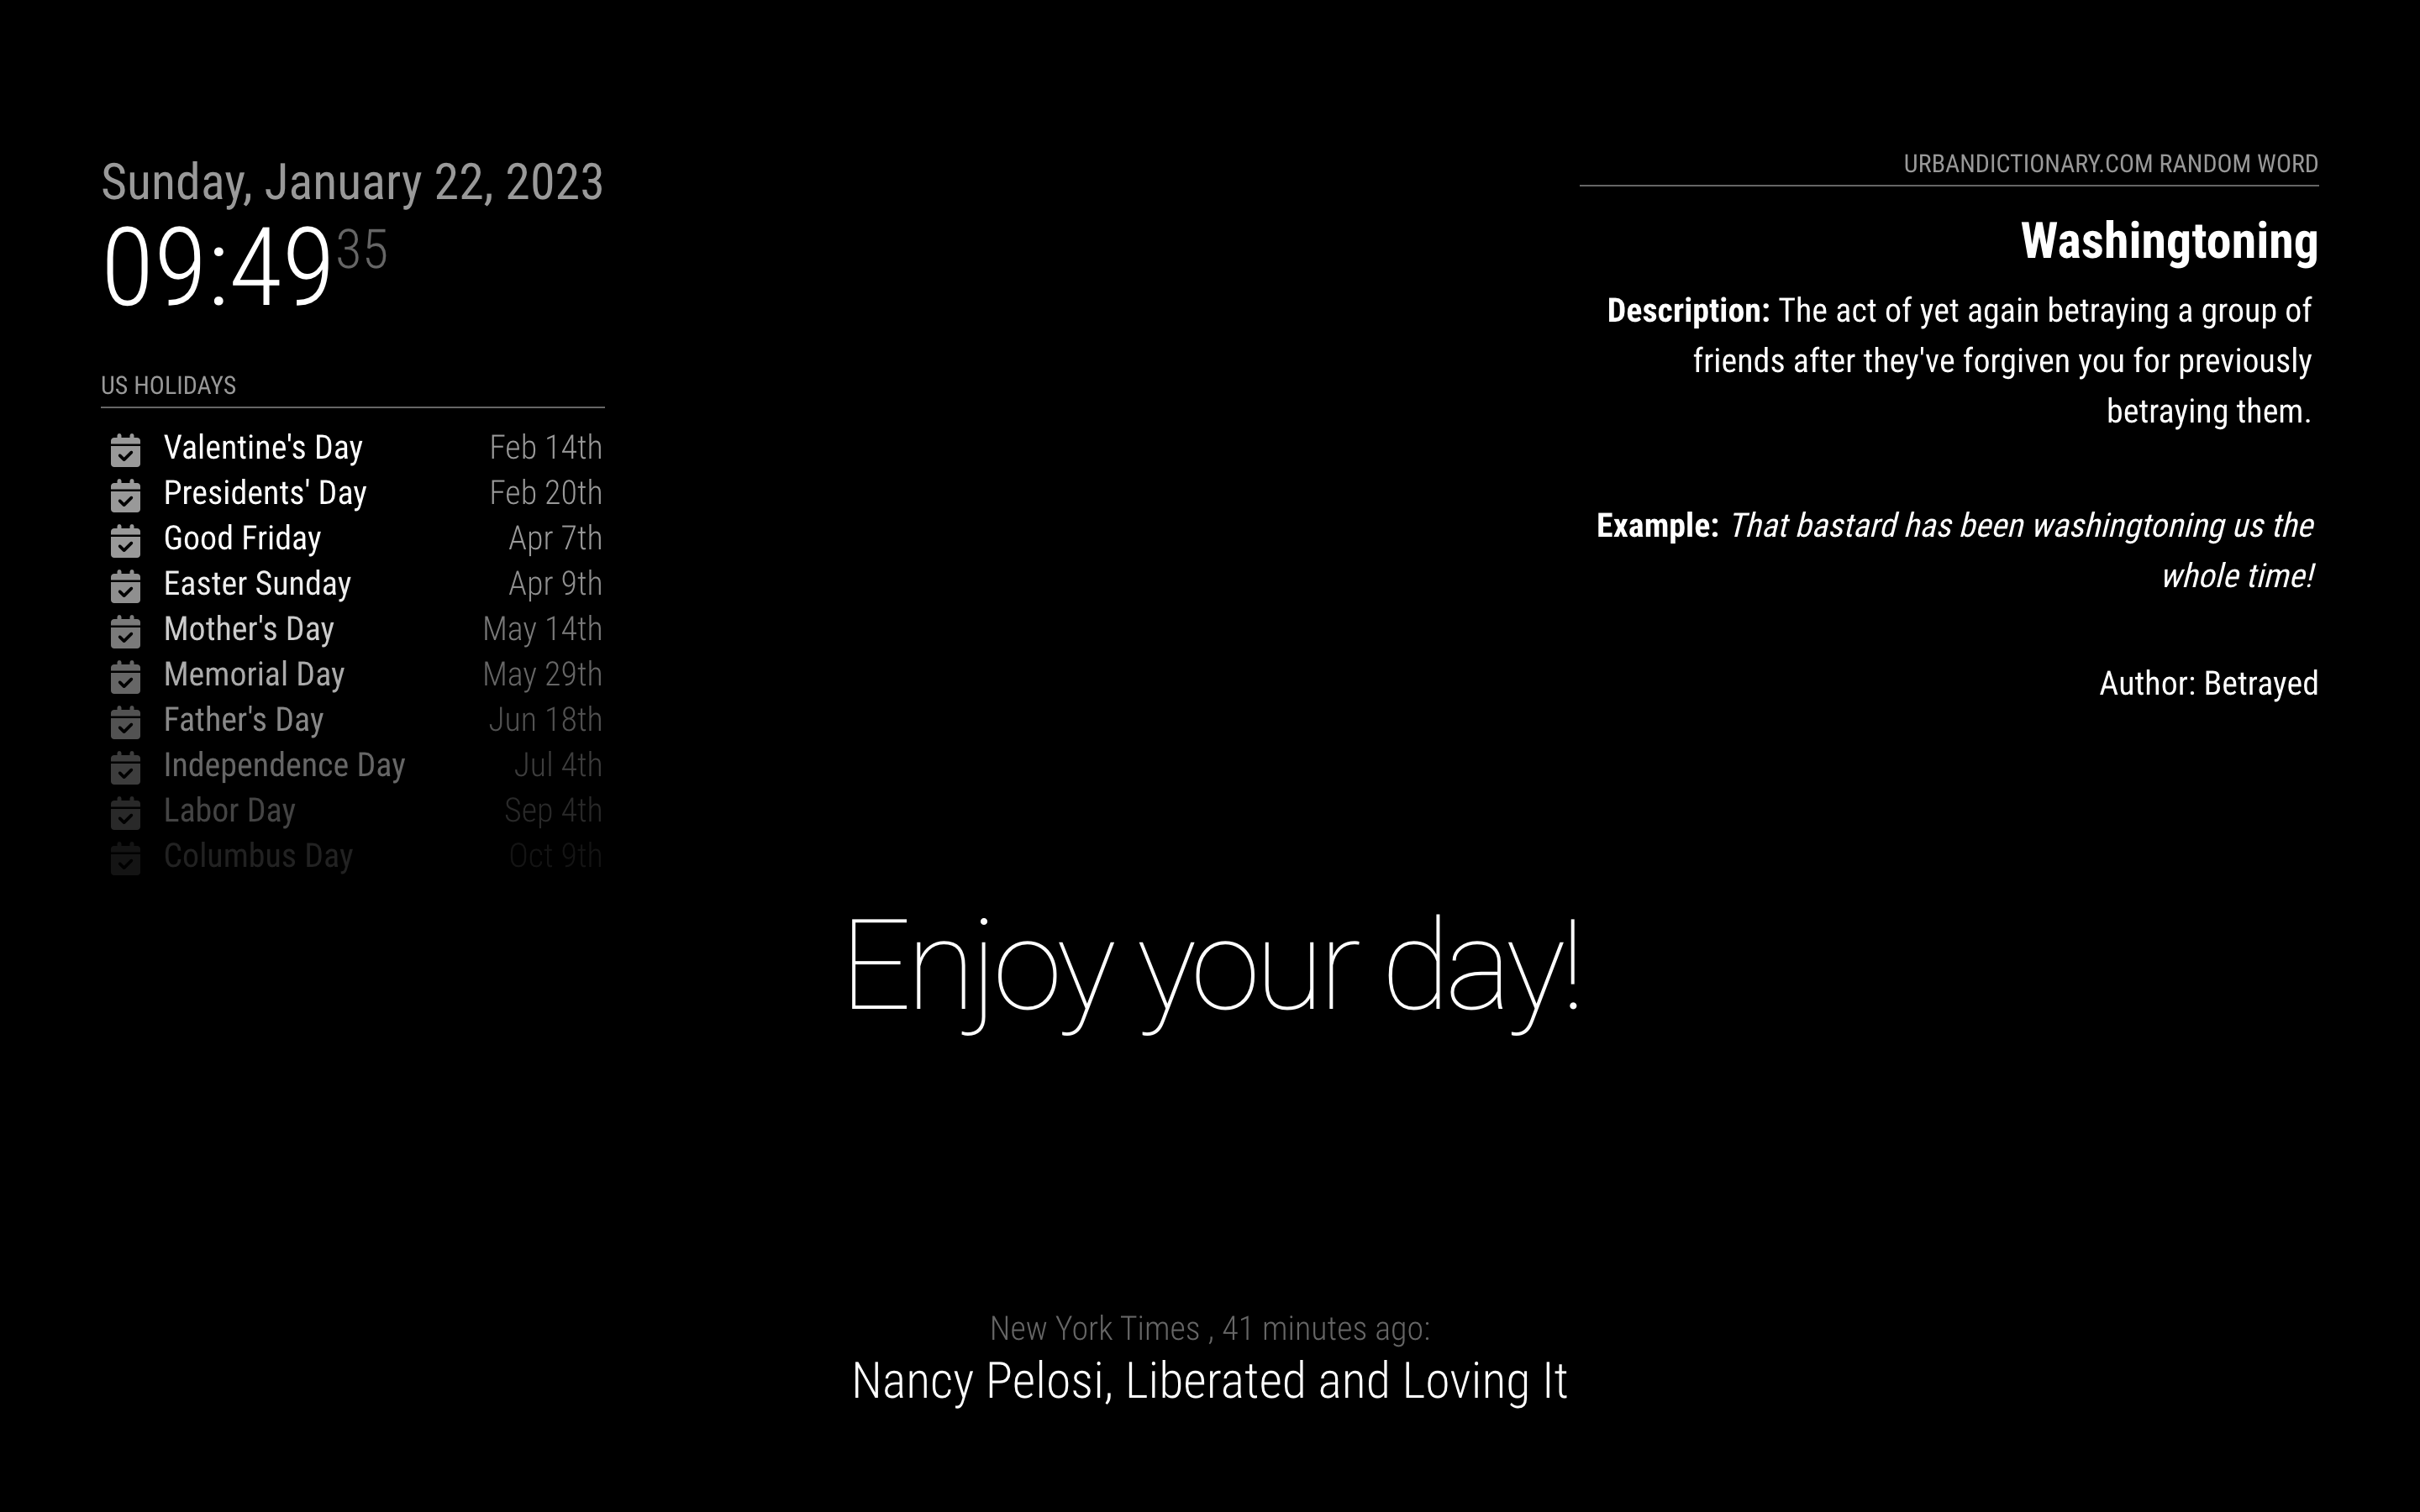 Sunday, January 22, 2023
09:49 35
US HOLIDAYS
Valentine's Day Feb 14th
Presidents' Day Feb 20th
Good Friday Apr 7th
Easter Sunday Apr 9th
Mother's Day May 14th
Memorial Day May 29th
Father's Day Jun 18th
Independence Day Jul 4th
Labor Day Sep 4th
Columbus Day Oct 9th
URBANDICTIONARY.COM RANDOM WORD
Washingtoning
Description: The act of yet again betraying a group of
friends after they've forgiven you for previously
betraying them.
Example: That bastard has been washingtoning us the
whole time!
Author: Betrayed
Enjoy your day!
New York Times , 41 minutes ago:
Nancy Pelosi, Liberated and Loving It